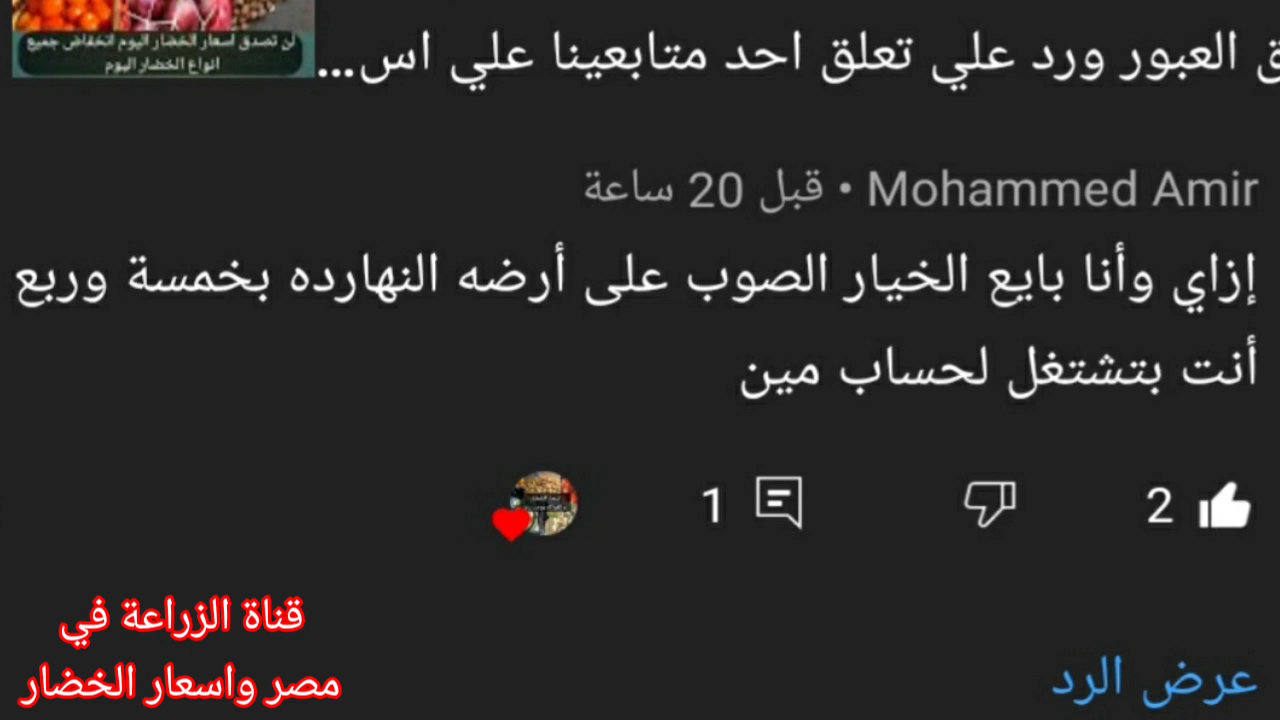 لن تصدق اسعار الخضار اليوم انخفاض جميع
انواع الخضار اليوم
ق العبور ورد علي تعلق احد متابعينا علي اس...
Mohammed Amir • قبل 20 ساعة
إزاي وأنا بايع الخيار الصوب على أرضه النهارده بخمسة وربع
أنت بتشتغل لحساب مين
2
1
قناة الزراعة في
مصر واسعار الخضار
عرض الرد